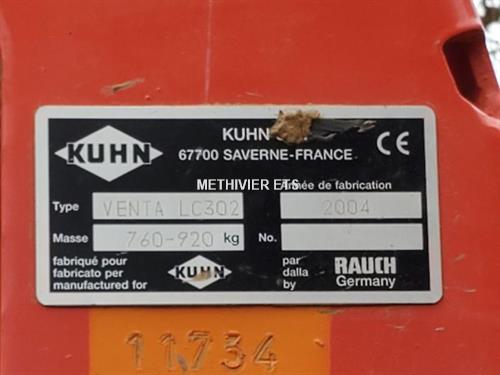 KUHN
KUHN
67700 SAVERNE-FRANCE
CE
METHIVIER ETS
Année de fabrication
Type VENTA LC302 2004
Masse 760-920 kg No.
fabriqué pour
fabricato per
manufactured for
KUHN
par
dalla
by
RAUCH
Germany
11734